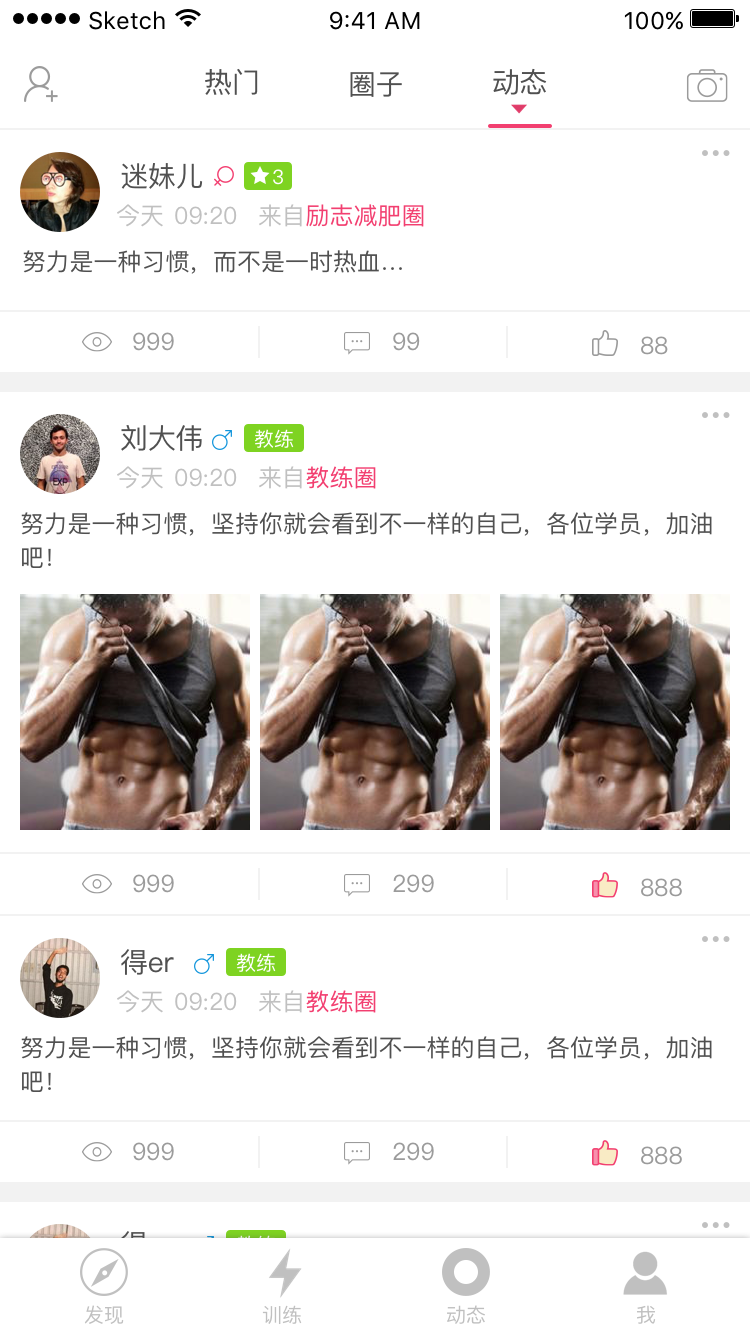 Sketch 9:41 AM 100%
热门 圈子 动态
迷妹儿 3
今天 09:20 来自励志减肥圈
努力是一种习惯，而不是一时热血...
999 99 88
刘大伟 教练
今天 09:20 来自教练圈
努力是一种习惯，坚持你就会看到不一样的自己，各位学员，加油
吧！
999 299 888
得er 教练
今天 09:20 来自教练圈
努力是一种习惯，坚持你就会看到不一样的自己，各位学员，加油
吧！
999 299 888
发现 训练 动态 我